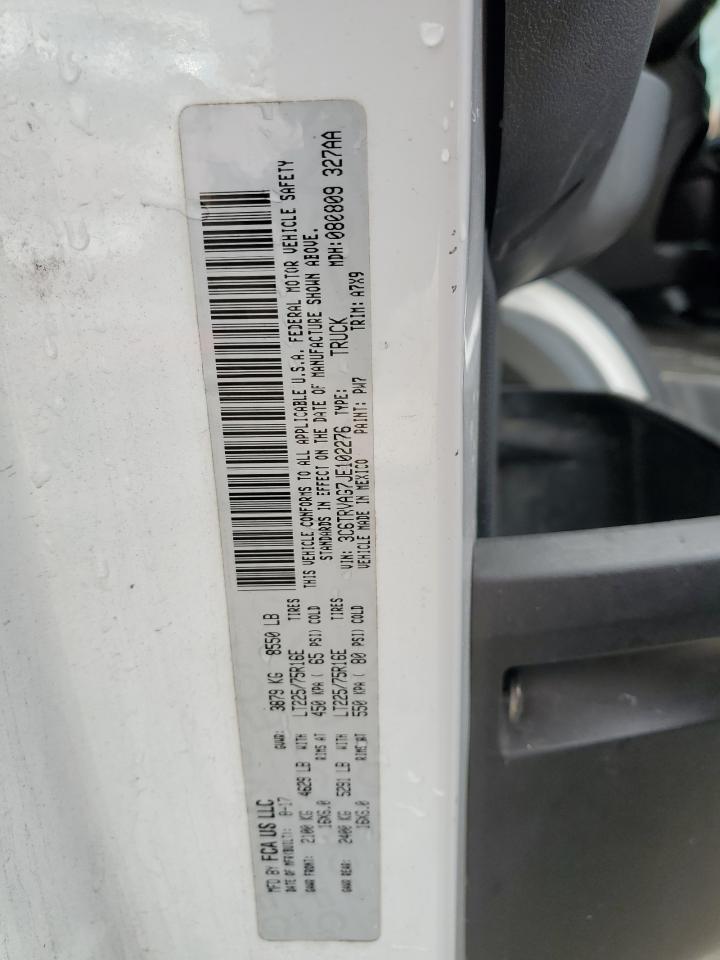 MFD BY FCA US LLC
DATE OF MFR(BUILT): 8-17 GVWR: 3879 KG 8550 LB
GAWR FRONT: 2100 KG 4629 LB WITH LT225/75R16E TIRES
16X6.0 RIMS AT 450 KPA ( 65 PSI) COLD
GAWR REAR: 2400 KG 5291 LB WITH LT225/75R16E TIRES
16X6.0 RIMS AT 550 KPA ( 80 PSI) COLD
THIS VEHICLE CONFORMS TO ALL APPLICABLE U.S.A. FEDERAL MOTOR VEHICLE SAFETY
STANDARDS IN EFFECT ON THE DATE OF MANUFACTURE SHOWN ABOVE.
VIN: 3C6TRVAG7JE102276 TYPE: TRUCK MDH:080809 327AA
VEHICLE MADE IN MEXICO PAINT: PW7 TRIM: A7X9